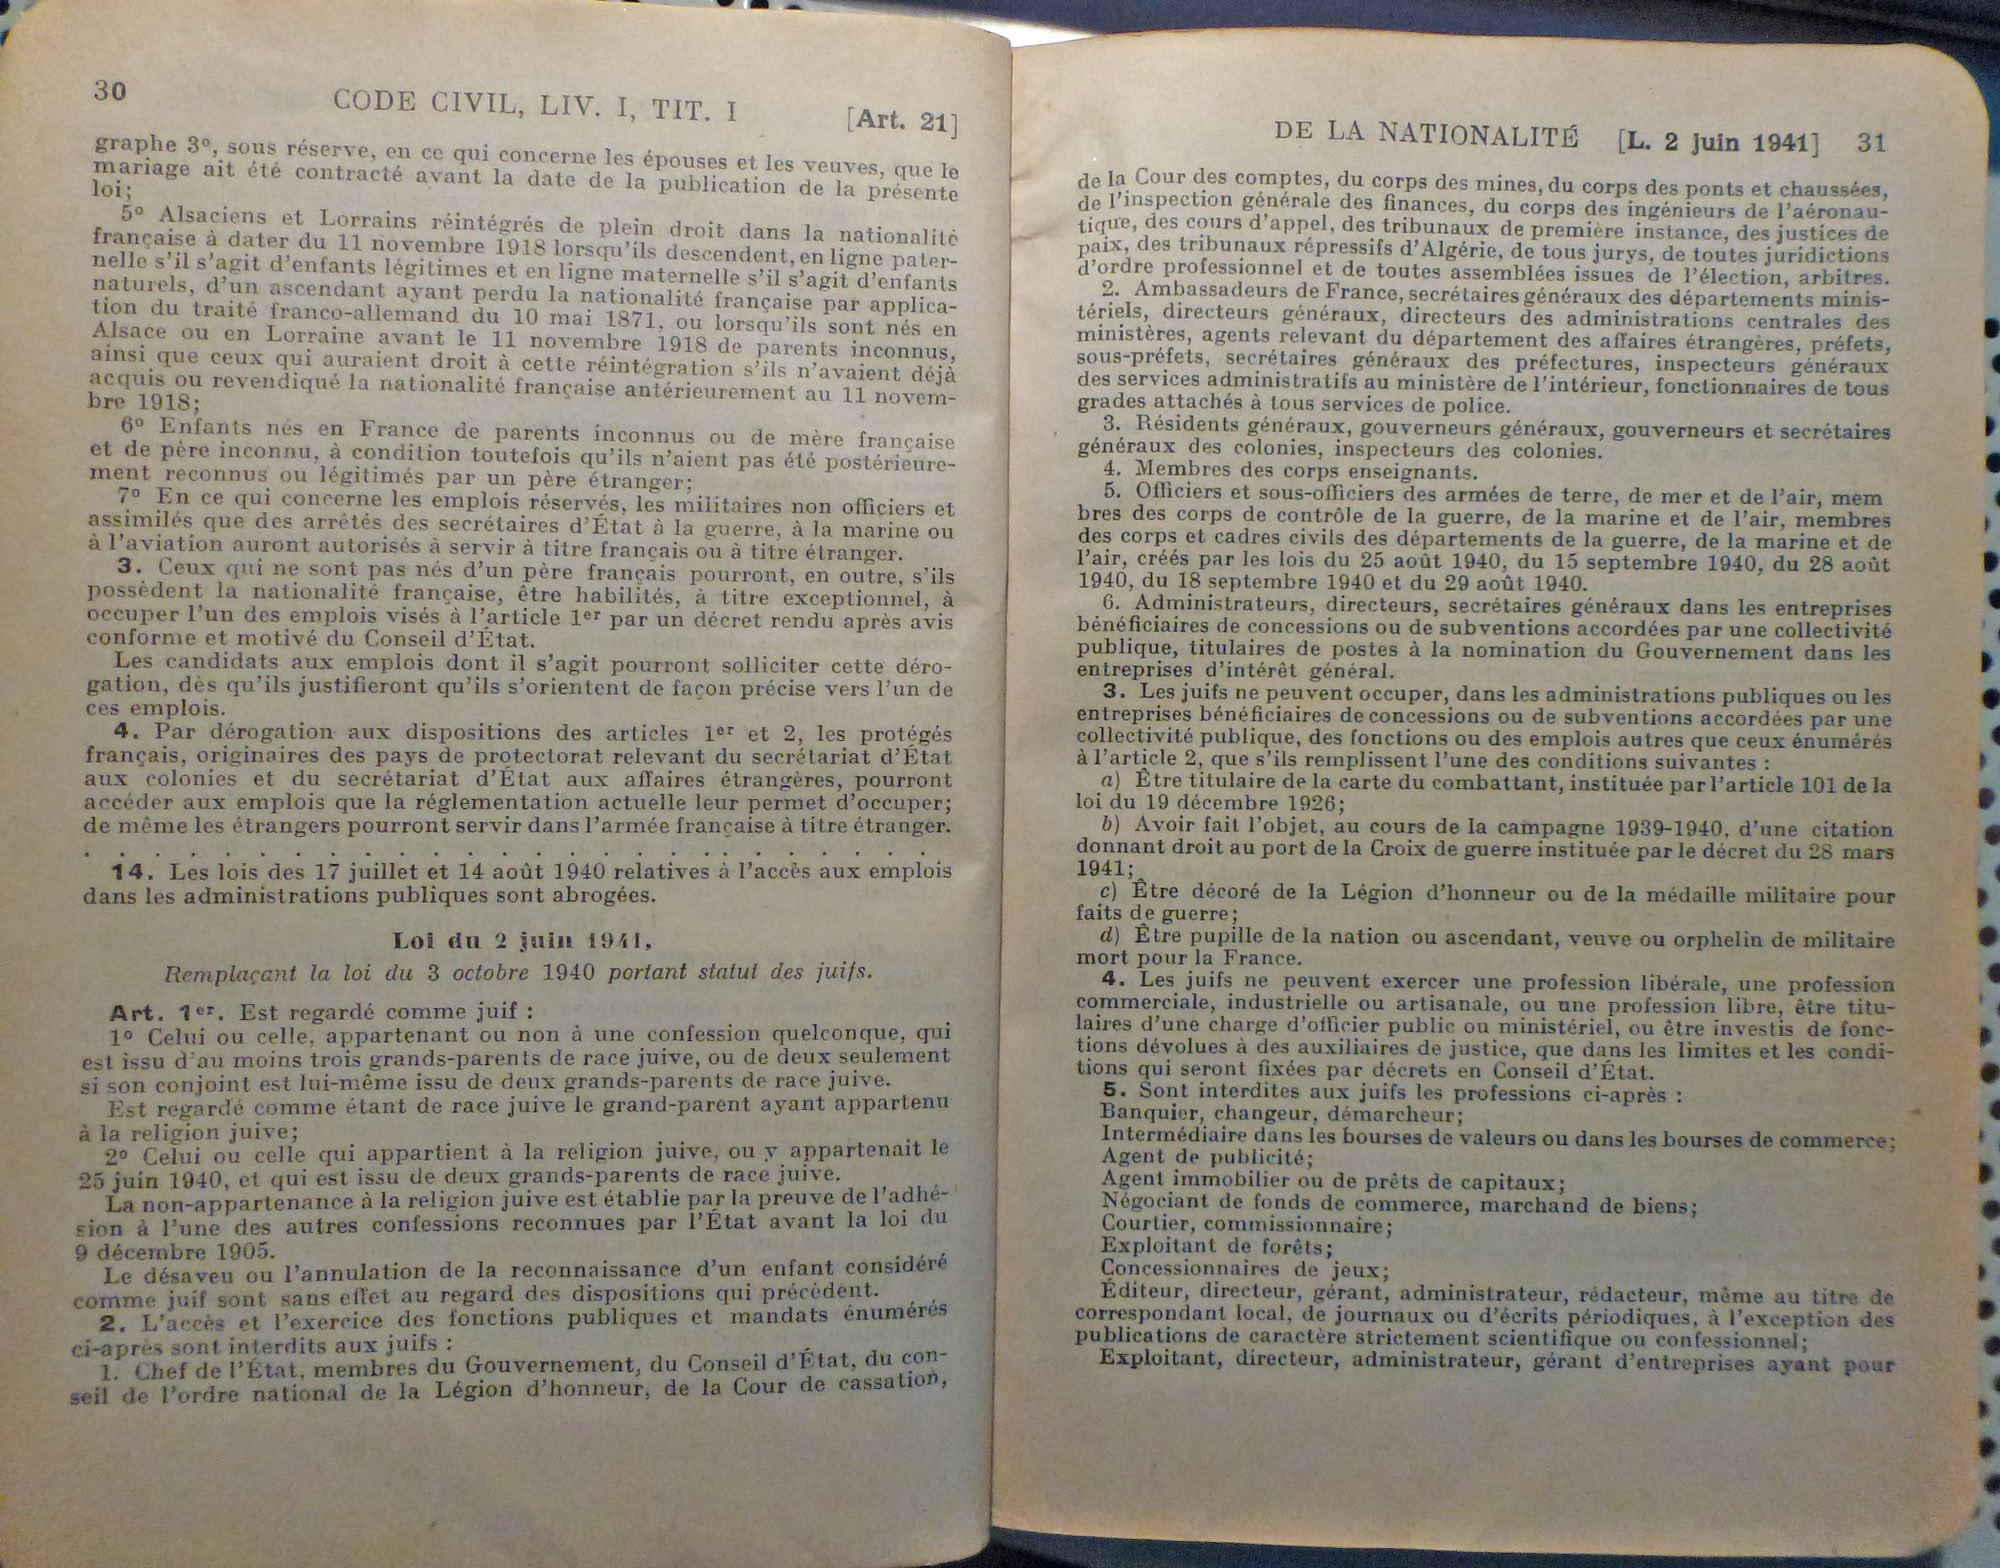 30
CODE CIVIL, LIV. I, TIT. I
[Art. 21]
graphe 3º, sous réserve, en ce qui concerne les épouses et les veuves, que le
mariage ait été contracté avant la date de la publication de la présente
loi;
5º Alsaciens et Lorrains réintégrés de plein droit dans la nationalité
française à dater du 11 novembre 1918 lorsqu'ils descendent, en ligne pater-
nelle s'il s'agit d'enfants légitimes et en ligne maternelle s'il s'agit d'enfants
naturels, d'un ascendant ayant perdu la nationalité française par applica-
tion du traité franco-allemand du 10 mai 1871, ou lorsqu'ils sont nés en
Alsace ou en Lorraine avant le 11 novembre 1918 de parents inconnus,
ainsi que ceux qui auraient droit à cette réintégration s'ils n'avaient déjà
acquis ou revendiqué la nationalité française antérieurement au 11 novem-
bre 1918;
6º Enfants nés en France de parents inconnus ou de mère française
et de père inconnu, à condition toutefois qu'ils n'aient pas été postérieure-
ment reconnus ou légitimés par un père étranger;
7º En ce qui concerne les emplois réservés, les militaires non officiers et
assimilés que des arrêtés des secrétaires d'État à la guerre, à la marine ou
à l'aviation auront autorisés à servir à titre français ou à titre étranger.
3. Ceux qui ne sont pas nés d'un père français pourront, en outre, s'ils
possèdent la nationalité française, être habilités, à titre exceptionnel, à
occuper l'un des emplois visés à l'article 1er par un décret rendu après avis
conforme et motivé du Conseil d'État.
Les candidats aux emplois dont il s'agit pourront solliciter cette déro-
gation, dès qu'ils justifieront qu'ils s'orientent de façon précise vers l'un de
ces emplois.
4. Par dérogation aux dispositions des articles 1er et 2, les protégés
français, originaires des pays de protectorat relevant du secrétariat d'État
aux colonies et du secrétariat d'État aux affaires étrangères, pourront
accéder aux emplois que la réglementation actuelle leur permet d'occuper;
de même les étrangers pourront servir dans l'armée française à titre étranger.
. . . . . . . . . . . . . . . . . . . . . . . .
14. Les lois des 17 juillet et 14 août 1940 relatives à l'accès aux emplois
dans les administrations publiques sont abrogées.
Loi du 2 juin 1941,
Remplaçant la loi du 3 octobre 1940 portant statut des juifs.
Art. 1er. Est regardé comme juif :
1º Celui ou celle, appartenant ou non à une confession quelconque, qui
est issu d'au moins trois grands-parents de race juive, ou de deux seulement
si son conjoint est lui-même issu de deux grands-parents de race juive.
Est regardé comme étant de race juive le grand-parent ayant appartenu
à la religion juive;
2º Celui ou celle qui appartient à la religion juive, ou y appartenait le
25 juin 1940, et qui est issu de deux grands-parents de race juive.
La non-appartenance à la religion juive est établie par la preuve de l'adhé-
sion à l'une des autres confessions reconnues par l'État avant la loi du
9 décembre 1905.
Le désaveu ou l'annulation de la reconnaissance d'un enfant considéré
comme juif sont sans effet au regard des dispositions qui précèdent.
2. L'accès et l'exercice des fonctions publiques et mandats énumérés
ci-après sont interdits aux juifs :
1. Chef de l'État, membres du Gouvernement, du Conseil d'État, du con-
seil de l'ordre national de la Légion d'honneur, de la Cour de cassation,
DE LA NATIONALITÉ [L. 2 juin 1941] 31
de la Cour des comptes, du corps des mines, du corps des ponts et chaussées,
de l'inspection générale des finances, du corps des ingénieurs de l'aéronau-
tique, des cours d'appel, des tribunaux de première instance, des justices de
paix, des tribunaux répressifs d'Algérie, de tous jurys, de toutes juridictions
d'ordre professionnel et de toutes assemblées issues de l'élection, arbitres.
2. Ambassadeurs de France, secrétaires généraux des départements minis-
tériels, directeurs généraux, directeurs des administrations centrales des
ministères, agents relevant du département des affaires étrangères, préfets,
sous-préfets, secrétaires généraux des préfectures, inspecteurs généraux
des services administratifs au ministère de l'intérieur, fonctionnaires de tous
grades attachés à tous services de police.
3. Résidents généraux, gouverneurs généraux, gouverneurs et secrétaires
généraux des colonies, inspecteurs des colonies.
4. Membres des corps enseignants.
5. Officiers et sous-officiers des armées de terre, de mer et de l'air, mem
bres des corps de contrôle de la guerre, de la marine et de l'air, membres
des corps et cadres civils des départements de la guerre, de la marine et de
l'air, créés par les lois du 25 août 1940, du 15 septembre 1940, du 28 août
1940, du 18 septembre 1940 et du 29 août 1940.
6. Administrateurs, directeurs, secrétaires généraux dans les entreprises
bénéficiaires de concessions ou de subventions accordées par une collectivité
publique, titulaires de postes à la nomination du Gouvernement dans les
entreprises d'intérêt général.
3. Les juifs ne peuvent occuper, dans les administrations publiques ou les
entreprises bénéficiaires de concessions ou de subventions accordées par une
collectivité publique, des fonctions ou des emplois autres que ceux énumérés
à l'article 2, que s'ils remplissent l'une des conditions suivantes :
a) Être titulaire de la carte du combattant, instituée par l'article 101 de la
loi du 19 décembre 1926;
b) Avoir fait l'objet, au cours de la campagne 1939-1940, d'une citation
donnant droit au port de la Croix de guerre instituée par le décret du 28 mars
1941;
c) Être décoré de la Légion d'honneur ou de la médaille militaire pour
faits de guerre;
d) Être pupille de la nation ou ascendant, veuve ou orphelin de militaire
mort pour la France.
4. Les juifs ne peuvent exercer une profession libérale, une profession
commerciale, industrielle ou artisanale, ou une profession libre, être titu-
laires d'une charge d'officier public ou ministériel, ou être investis de fonc-
tions dévolues à des auxiliaires de justice, que dans les limites et les condi-
tions qui seront fixées par décrets en Conseil d'État.
5. Sont interdites aux juifs les professions ci-après :
Banquier, changeur, démarcheur;
Intermédiaire dans les bourses de valeurs ou dans les bourses de commerce;
Agent de publicité;
Agent immobilier ou de prêts de capitaux;
Négociant de fonds de commerce, marchand de biens;
Courtier, commissionnaire;
Exploitant de forêts;
Concessionnaires de jeux;
Éditeur, directeur, gérant, administrateur, rédacteur, même au titre de
correspondant local, de journaux ou d'écrits périodiques, à l'exception des
publications de caractère strictement scientifique ou confessionnel;
Exploitant, directeur, administrateur, gérant d'entreprises ayant pour